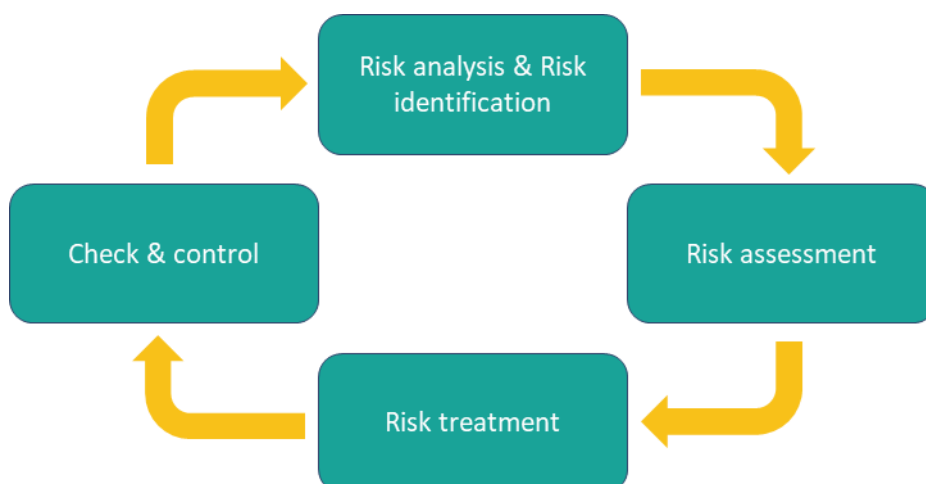 Risk analysis & Risk
identification
Check & control
Risk assessment
Risk treatment